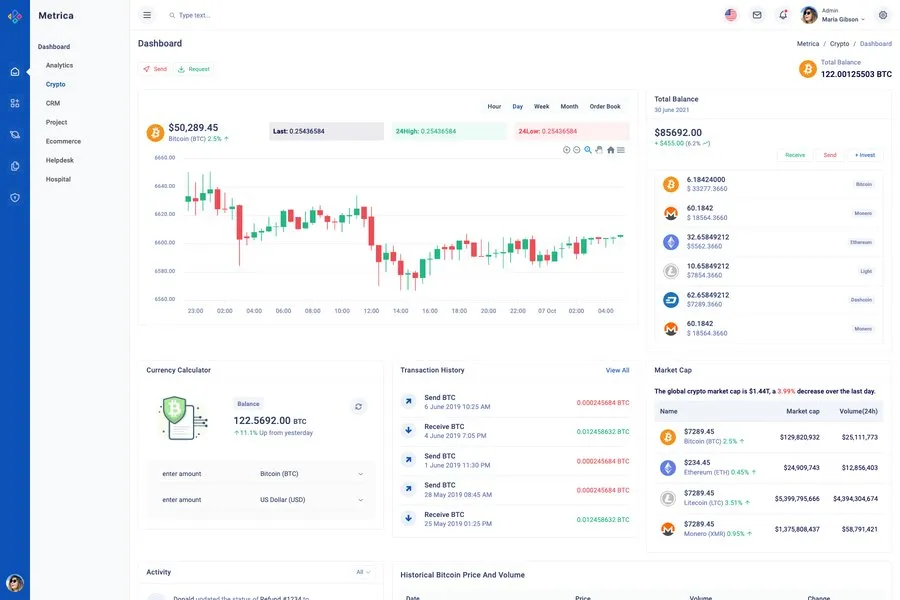 Metrica
Dashboard
Analytics
Crypto
CRM
Project
Ecommerce
Helpdesk
Hospital
Type text...
Admin
Maria Gibson
Dashboard
Metrica / Crypto / Dashboard
Send
Request
Total Balance
122.00125503 BTC
Hour Day Week Month Order Book
$50,289.45
Bitcoin (BTC) 2.5%
Last: 0.25436584
24High: 0.25436584
24Low: 0.25436584
6660.00
6640.00
6620.00
6600.00
6580.00
6560.00
23:00 02:00 04:00 06:00 08:00 10:00 12:00 14:00 16:00 18:00 20:00 22:00 07 Oct 02:00 04:00
Total Balance
30 june 2021
$85692.00
+ $455.00 (6.2% )
Receive
Send
+ Invest
6.18424000
$ 33277.3660
Bitcoin
60.1842
$ 18564.3660
Monero
32.65849212
$5562.3660
Ethereum
10.65849212
$7854.3660
Light
62.65849212
$7289.3660
Dashcoin
60.1842
$ 18564.3660
Monero
Currency Calculator
Balance
122.5692.00 BTC
11.1% Up from yesterday
enter amount
Bitcoin (BTC)
enter amount
US Dollar (USD)
Transaction History
View All
Send BTC
6 June 2019 10:25 AM
0.000245684 BTC
Receive BTC
4 June 2019 7:05 PM
0.012458632 BTC
Send BTC
1 June 2019 11:30 PM
0.000245684 BTC
Send BTC
28 May 2019 08:45 AM
0.000245684 BTC
Receive BTC
25 May 2019 01:25 PM
0.012458632 BTC
Market Cap
The global crypto market cap is $1.44T, a 3.99% decrease over the last day.
Name Market cap Volume(24h)
$7289.45
Bitcoin (BTC) 2.5%
$129,820,932
$25,111,773
$234.45
Ethereum (ETH) 0.45%
$24,909,743
$12,856,403
$7289.45
Litecoin (LTC) 3.51%
$5,399,795,666
$4,394,304,674
$7289.45
Monero (XMR) 0.95%
$1,375,808,437
$58,791,421
Activity
All
Donald updated the status of Refund #1234 to
Historical Bitcoin Price And Volume
Date Price Volume Change